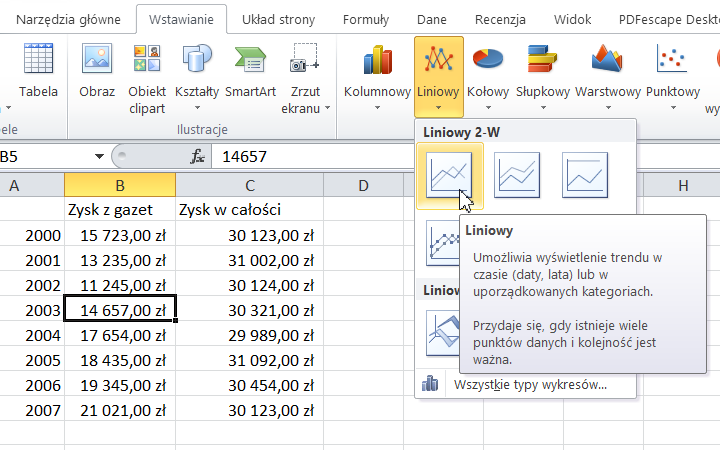 Narzędzia główne Wstawianie Układ strony Formuły Dane Recenzja Widok PDFescape Deskto
Tabela Obraz Obiekt clipart Kształty SmartArt Zrzut ekranu Kolumnowy Liniowy Kołowy Słupkowy Warstwowy Punktowy
ele Ilustracje
Liniowy 2-W
B5 fx 14657
A B C D H
Zysk z gazet Zysk w całości
2000 15 723,00 zł 30 123,00 zł
2001 13 235,00 zł 31 002,00 zł
2002 11 245,00 zł 30 124,00 zł
2003 14 657,00 zł 30 321,00 zł
2004 17 654,00 zł 29 989,00 zł
2005 18 435,00 zł 31 092,00 zł
2006 19 345,00 zł 30 454,00 zł
2007 21 021,00 zł 30 123,00 zł
Liniowy
Umożliwia wyświetlenie trendu w
czasie (daty, lata) lub w
uporządkowanych kategoriach.
Przydaje się, gdy istnieje wiele
punktów danych i kolejność jest
ważna.
Liniow
Wszystkie typy wykresów...